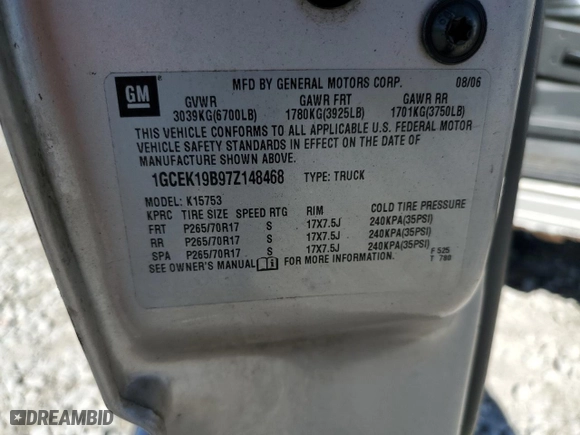 GM
MFD BY GENERAL MOTORS CORP. 08/06
GVWR GAWR FRT GAWR RR
3039KG(6700LB) 1780KG(3925LB) 1701KG(3750LB)
THIS VEHICLE CONFORMS TO ALL APPLICABLE U.S. FEDERAL MOTOR
VEHICLE SAFETY STANDARDS IN EFFECT ON THE DATE OF
MANUFACTURE SHOWN ABOVE.
1GCEK19B97Z148468 TYPE: TRUCK
MODEL: K15753
KPRC TIRE SIZE SPEED RTG RIM COLD TIRE PRESSURE
FRT P265/70R17 S 17X7.5J 240KPA(35PSI)
RR P265/70R17 S 17X7.5J 240KPA(35PSI)
SPA P265/70R17 S 17X7.5J 240KPA(35PSI)
SEE OWNER'S MANUAL FOR MORE INFORMATION. F 525
T 780
DREAMBID